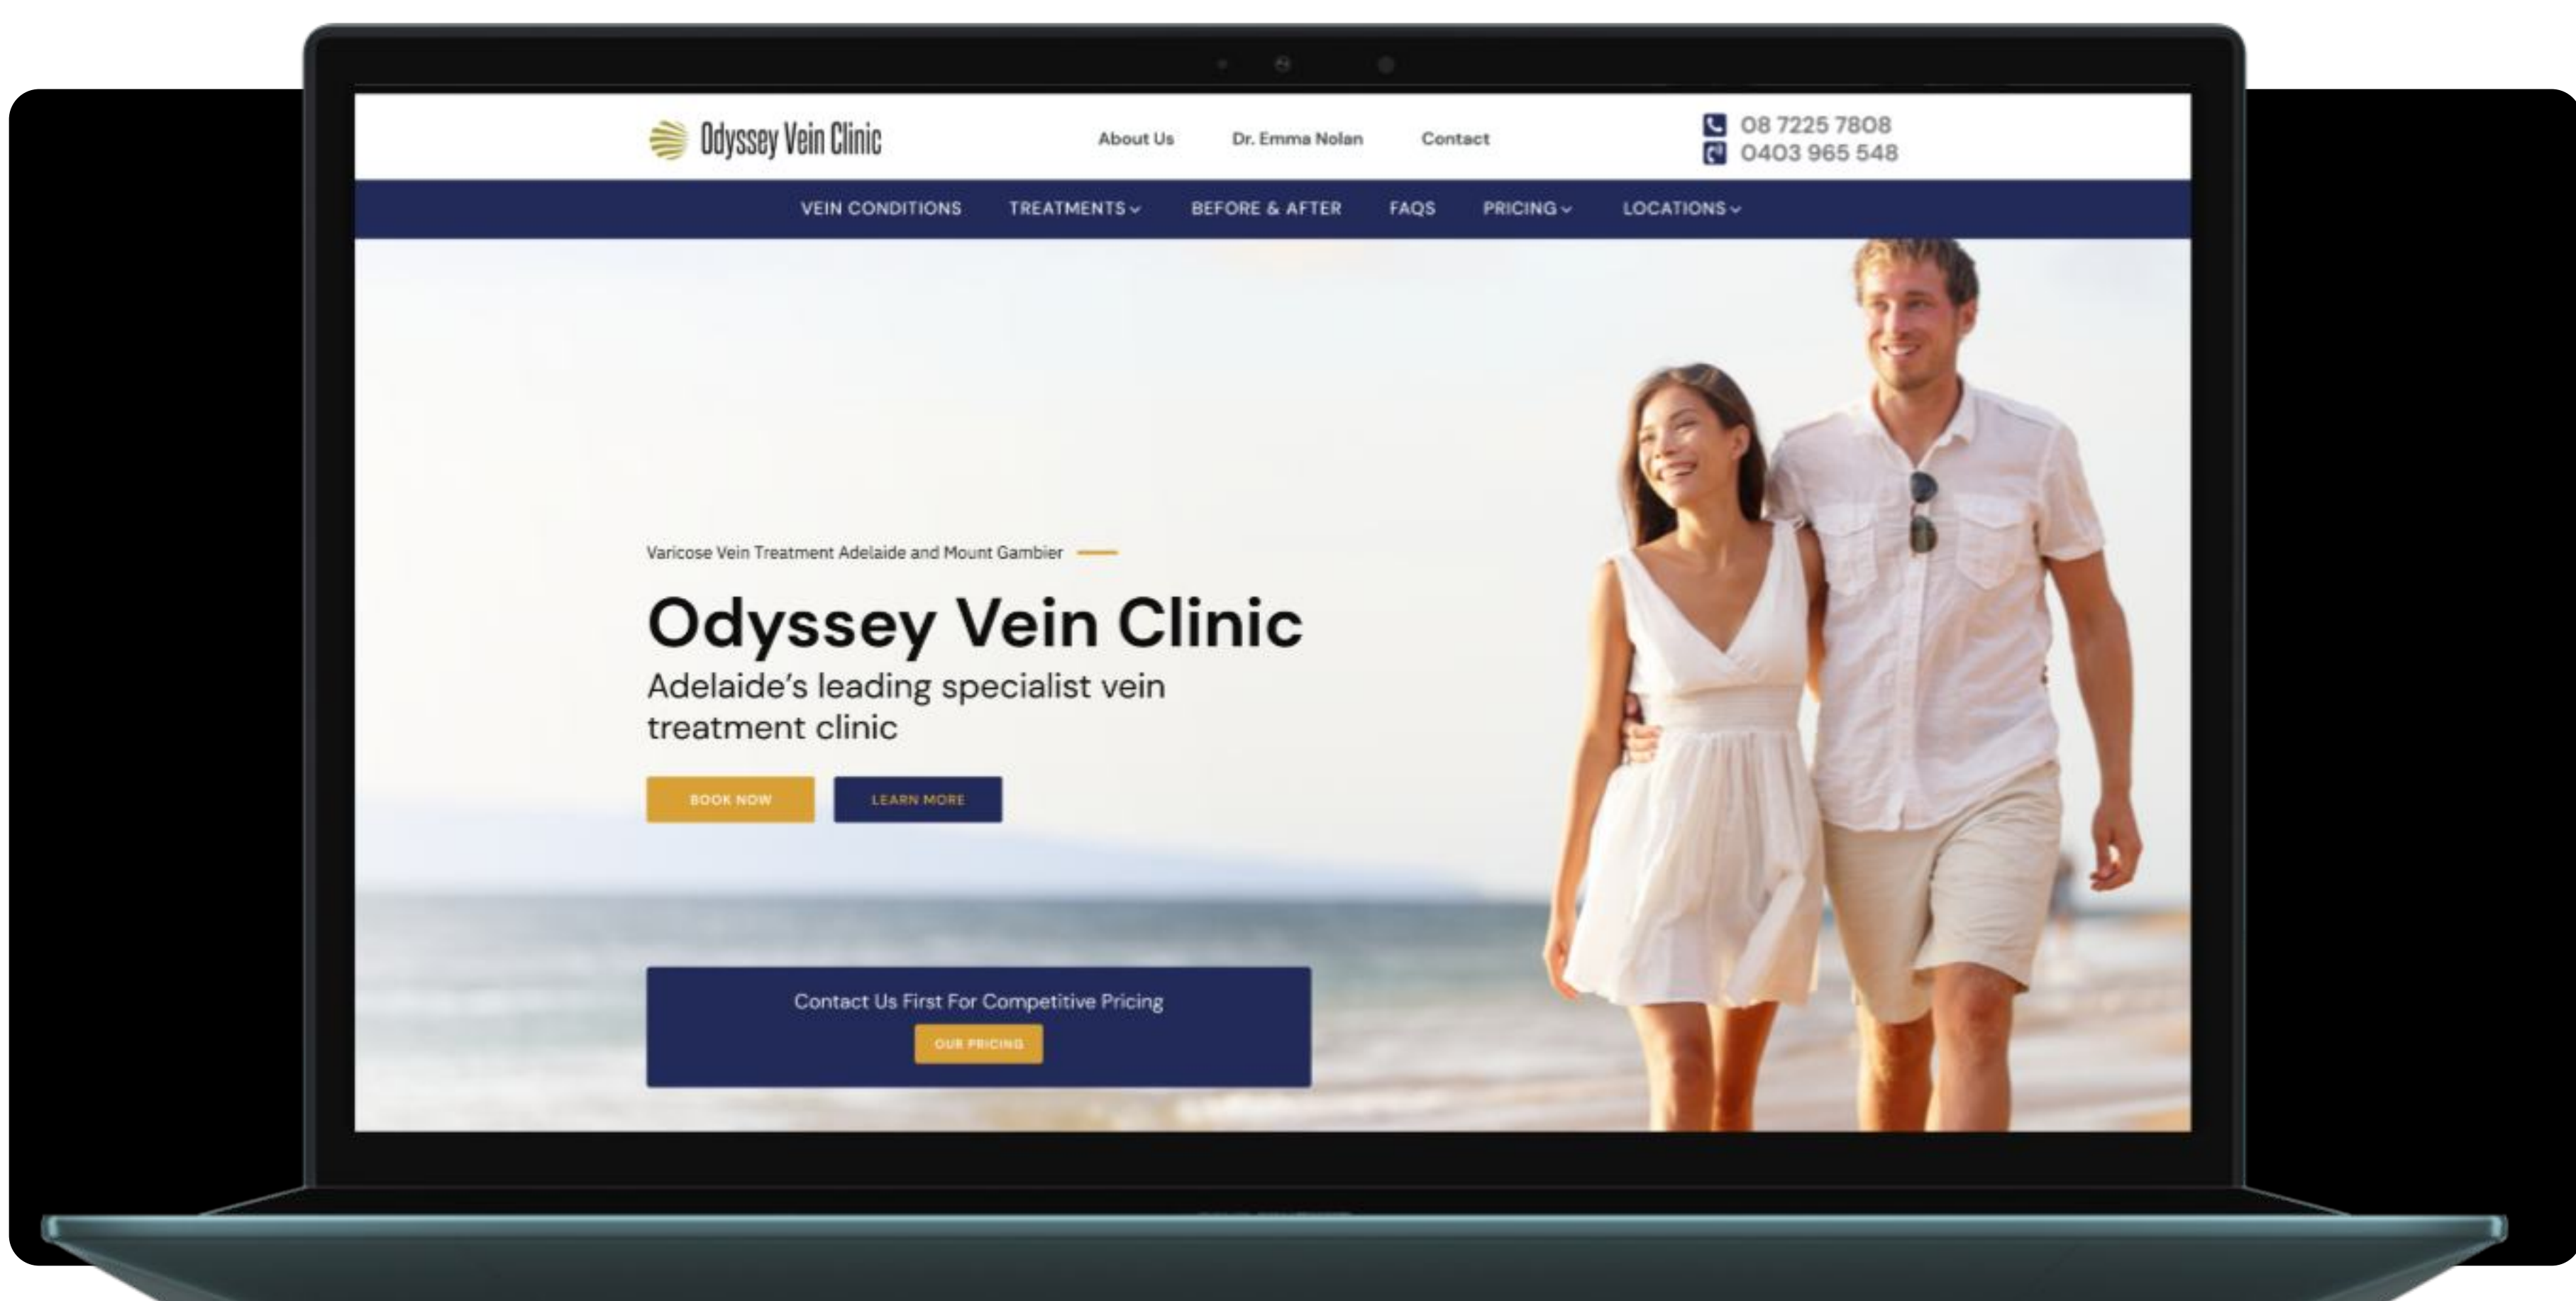 Odyssey Vein Clinic
About Us
Dr. Emma Nolan
Contact
08 7225 7808
0403 965 548
VEIN CONDITIONS
TREATMENTS
BEFORE & AFTER
FAQS
PRICING
LOCATIONS
Varicose Vein Treatment Adelaide and Mount Gambier
Odyssey Vein Clinic
Adelaide's leading specialist vein
treatment clinic
BOOK NOW
LEARN MORE
Contact Us First For Competitive Pricing
OUR PRICING